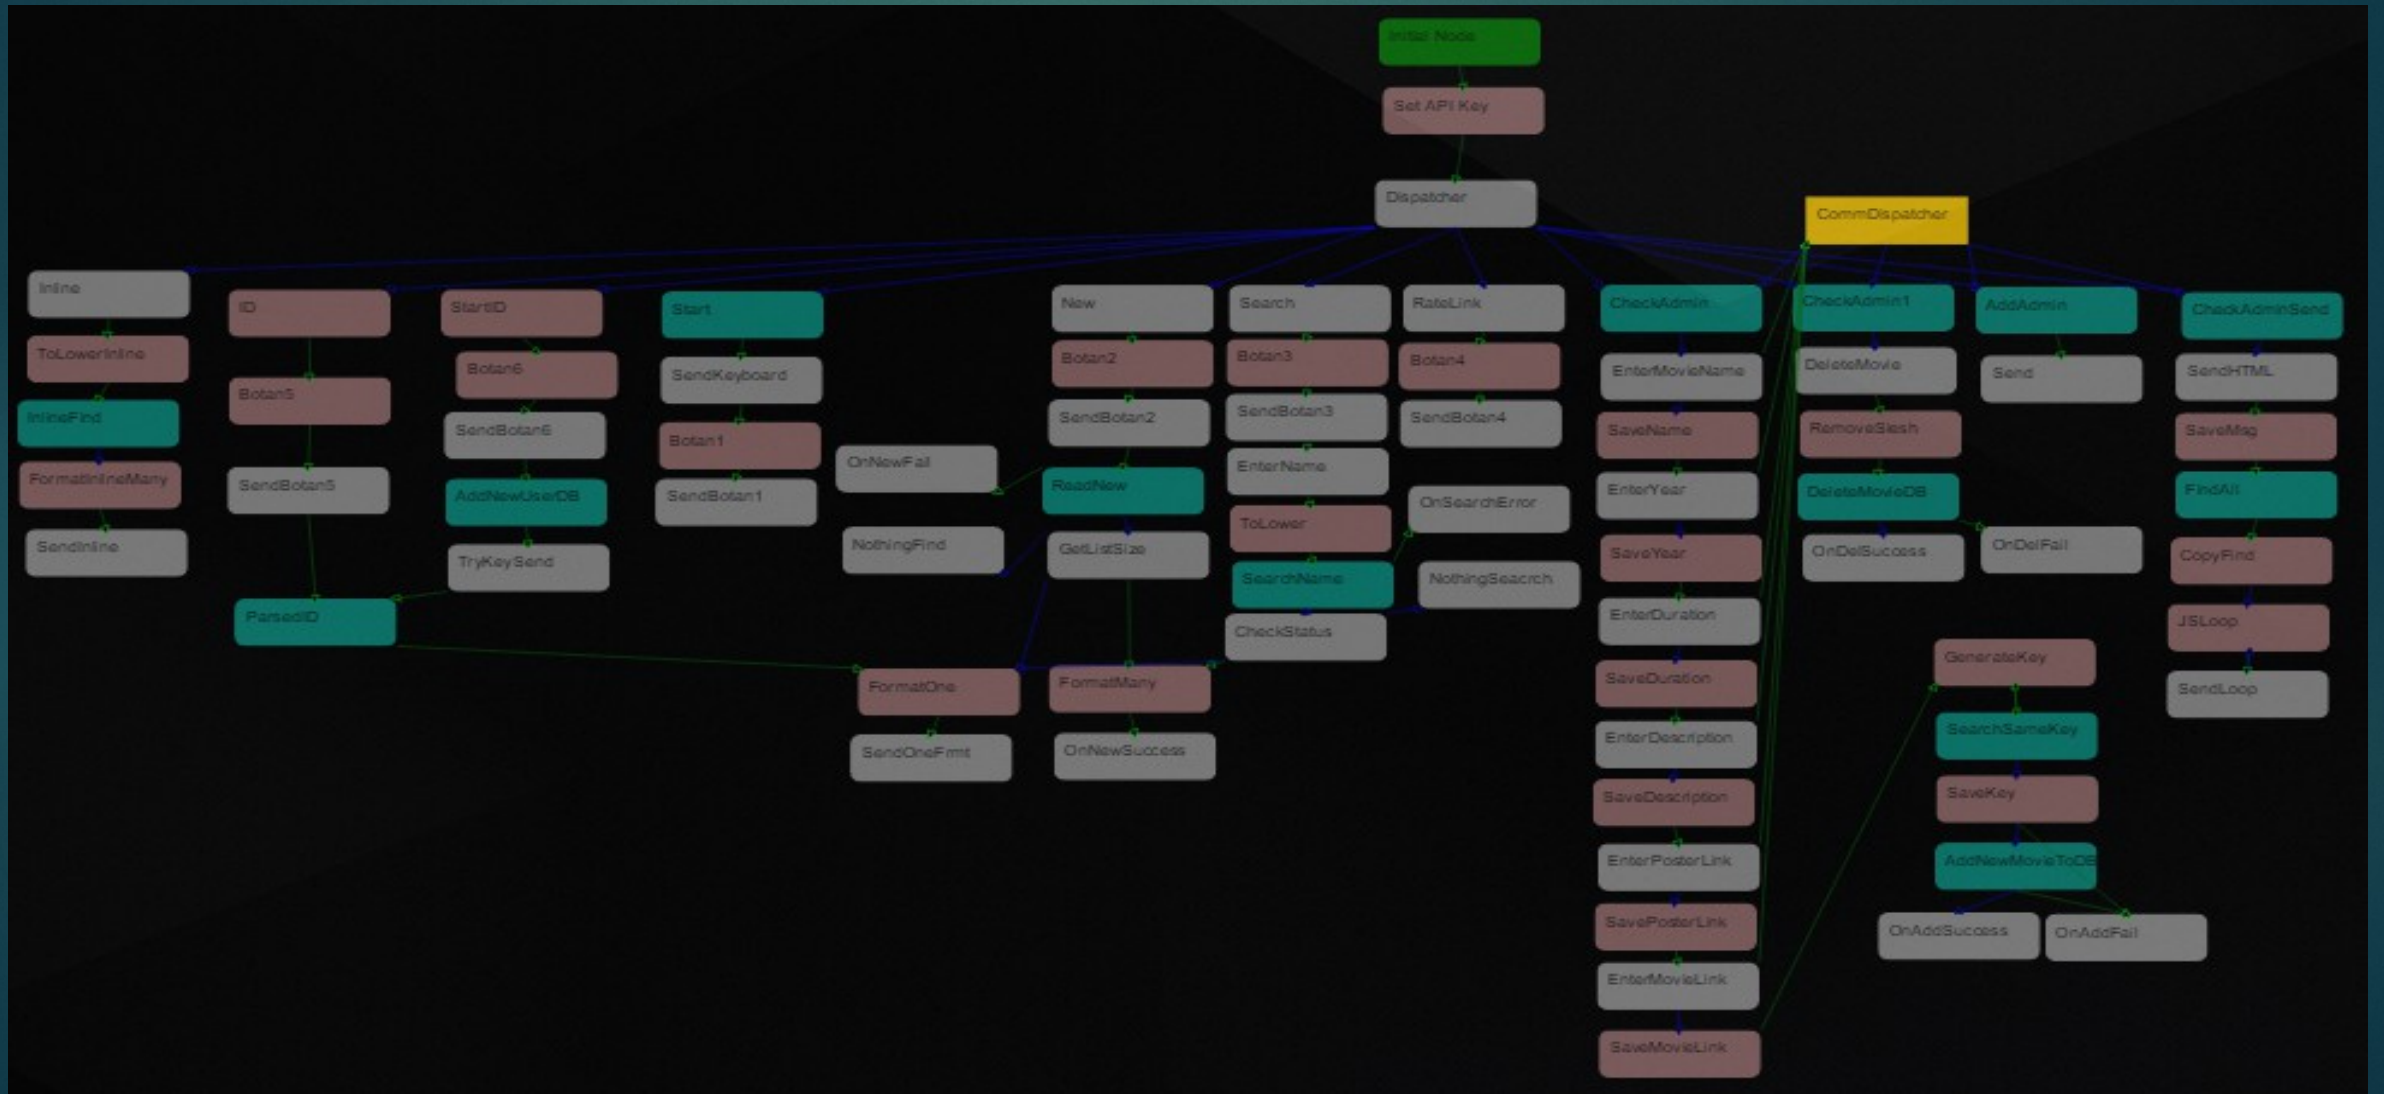 Initial Node
Set API Key
Dispatcher
CommDispatcher
Inline
ToLowerInline
InlineFind
FormatInlineMany
SendInline
ID
Botan5
SendBotan5
ParsedID
StartID
Botan6
SendBotan6
AddNewUserDB
TryKeySend
Start
SendKeyboard
Botan1
SendBotan1
OnNewFail
NothingFind
FormatOne
SendOneFrmt
New
Botan2
SendBotan2
ReadNew
GetListSize
FormatMany
OnNewSuccess
Search
Botan3
SendBotan3
EnterName
ToLower
SearchName
CheckStatus
RateLink
Botan4
SendBotan4
OnSearchError
NothingSeacrch
CheckAdmin
EnterMovieName
SaveName
EnterYear
SaveYear
EnterDuration
SaveDuration
EnterDescription
SaveDescription
EnterPosterLink
SavePosterLink
EnterMovieLink
SaveMovieLink
CheckAdmin1
DeleteMovie
RemoveSlesh
DeleteMovieDB
OnDelSuccess
AddAdmin
Send
OnDelFail
GenerateKey
SearchSameKey
SaveKey
AddNewMovieToDB
OnAddSuccess
OnAddFail
CheckAdminSend
SendHTML
SaveMsg
FindAll
CopyFind
JSLoop
SendLoop